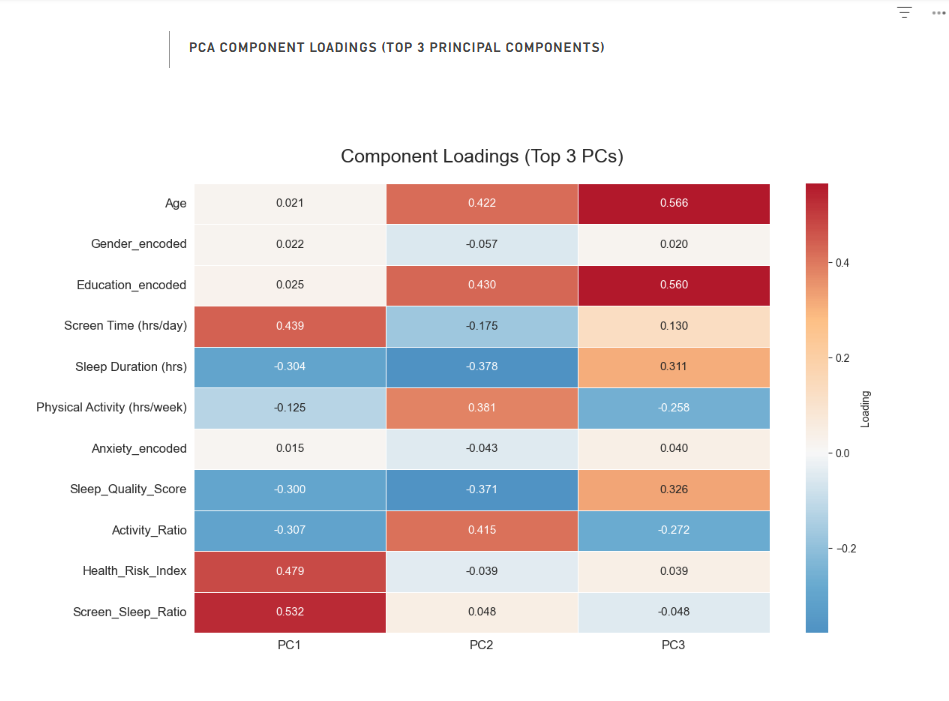 PCA COMPONENT LOADINGS (TOP 3 PRINCIPAL COMPONENTS)
Component Loadings (Top 3 PCs)
Age 0.021 0.422 0.566
Gender_encoded 0.022 -0.057 0.020
Education_encoded 0.025 0.430 0.560
Screen Time (hrs/day) 0.439 -0.175 0.130
Sleep Duration (hrs) -0.304 -0.378 0.311
Physical Activity (hrs/week) -0.125 0.381 -0.258
Anxiety_encoded 0.015 -0.043 0.040
Sleep_Quality_Score -0.300 -0.371 0.326
Activity_Ratio -0.307 0.415 -0.272
Health_Risk_Index 0.479 -0.039 0.039
Screen_Sleep_Ratio 0.532 0.048 -0.048
PC1 PC2 PC3
0.4
0.2
0.0
−0.2
Loading